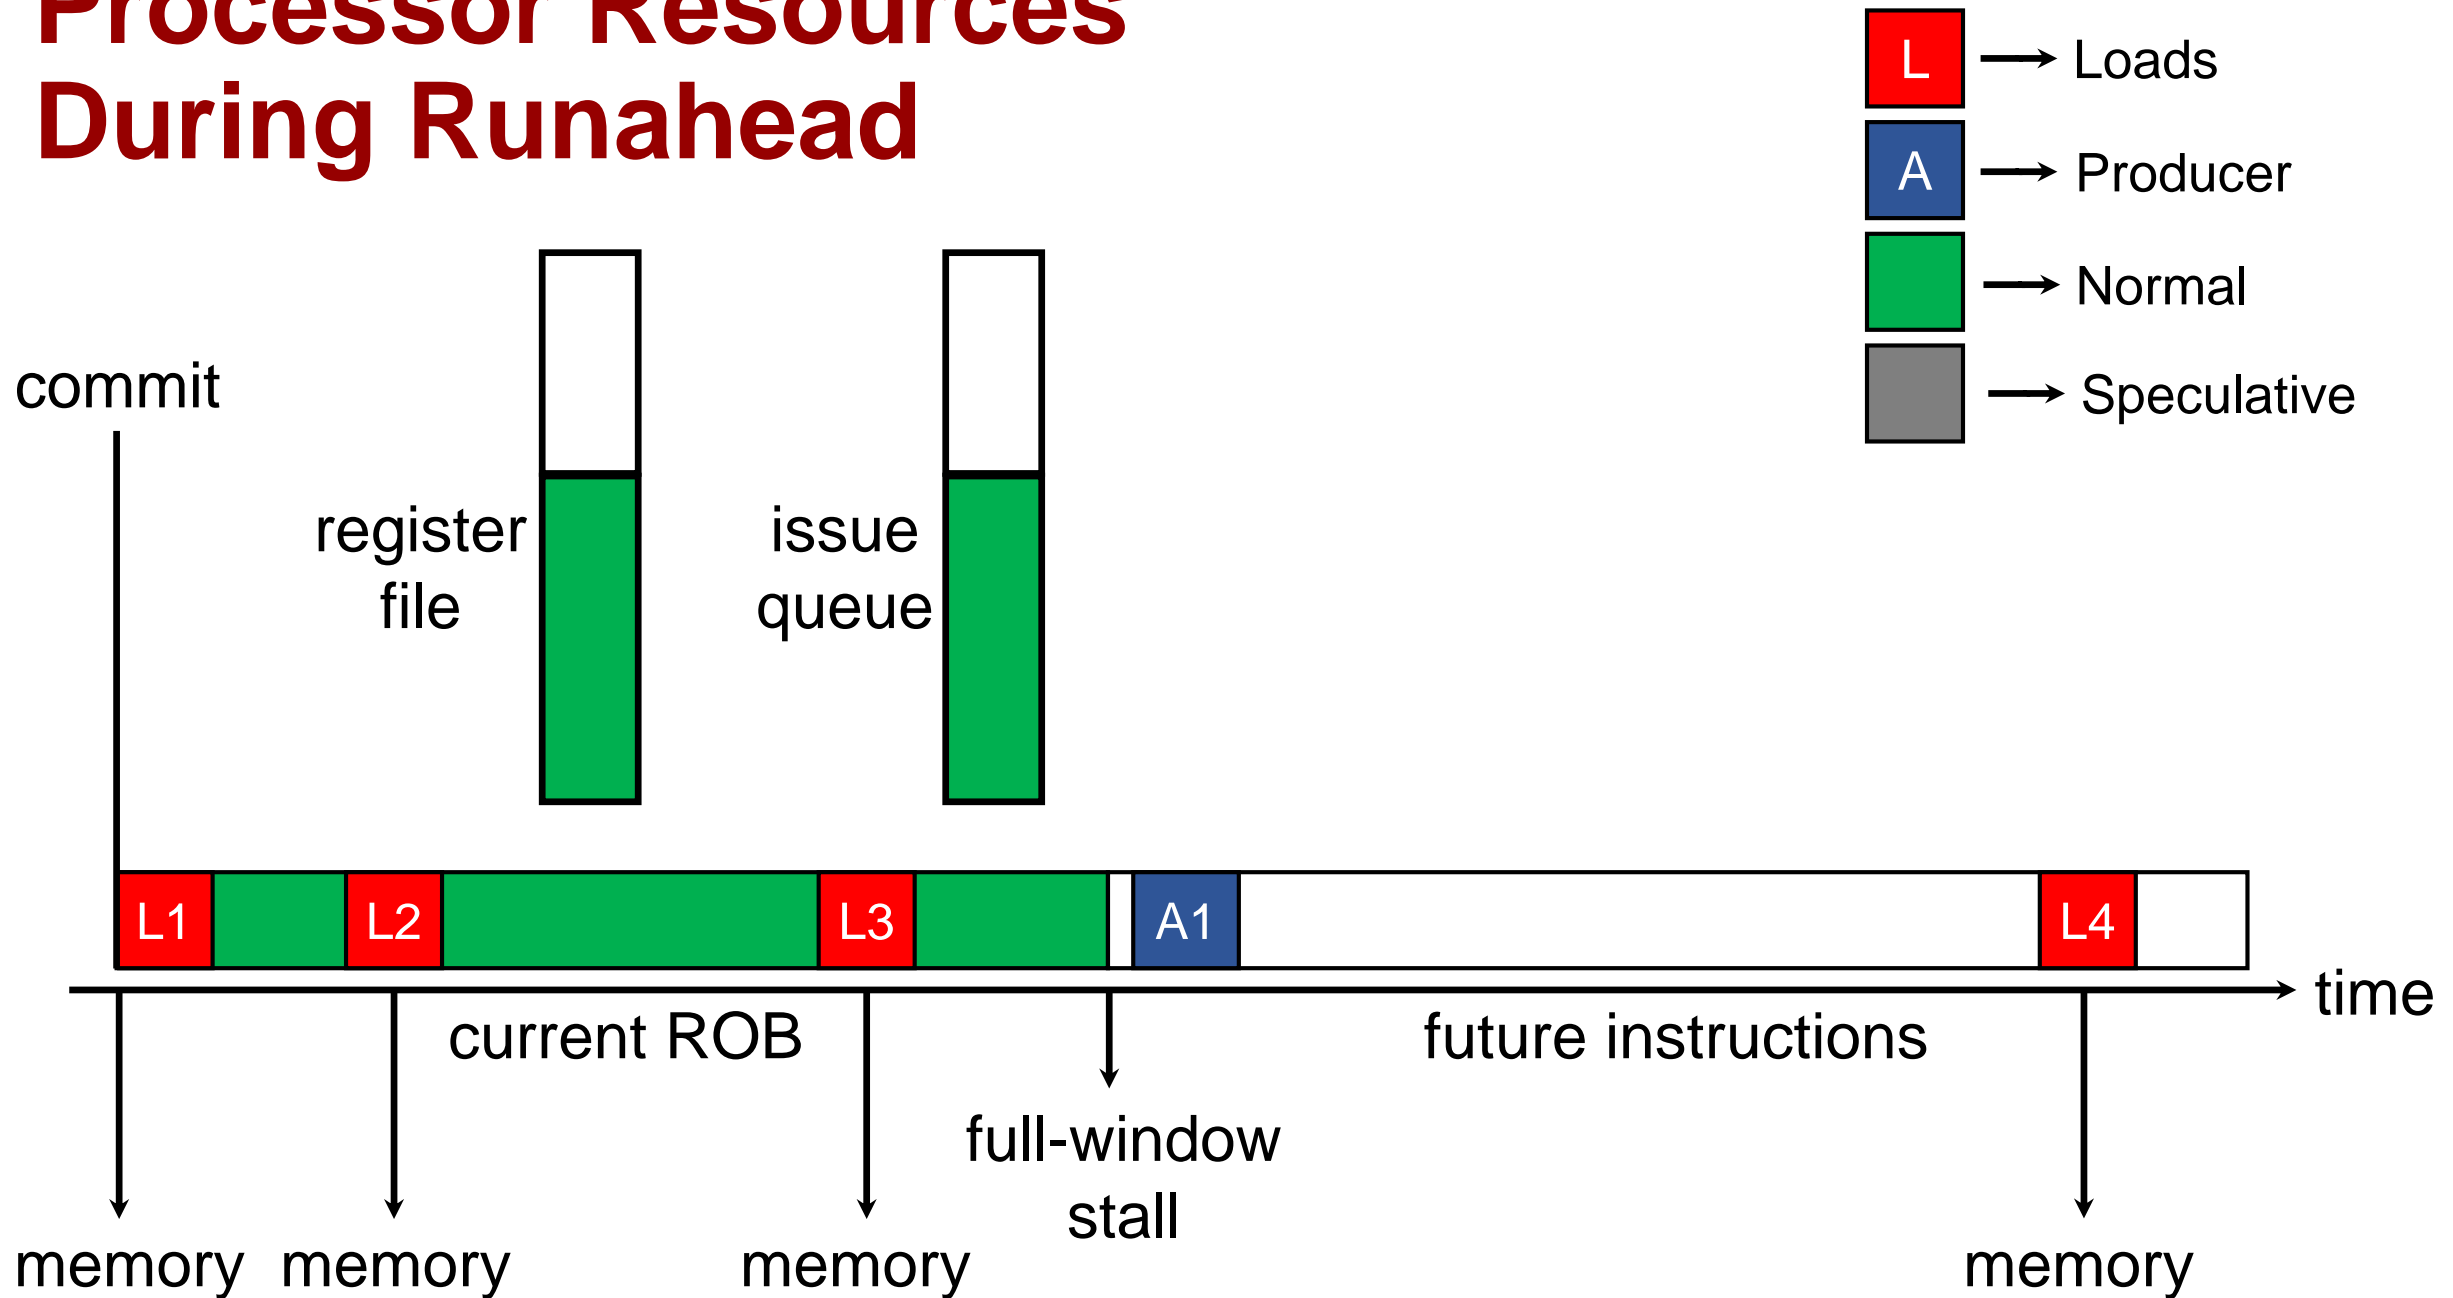 Processor Resources
During Runahead
L → Loads
A → Producer
→ Normal
→ Speculative
commit
register
file
issue
queue
L1
L2
L3
A1
L4
time
current ROB
future instructions
full-window
stall
memory
memory
memory
memory